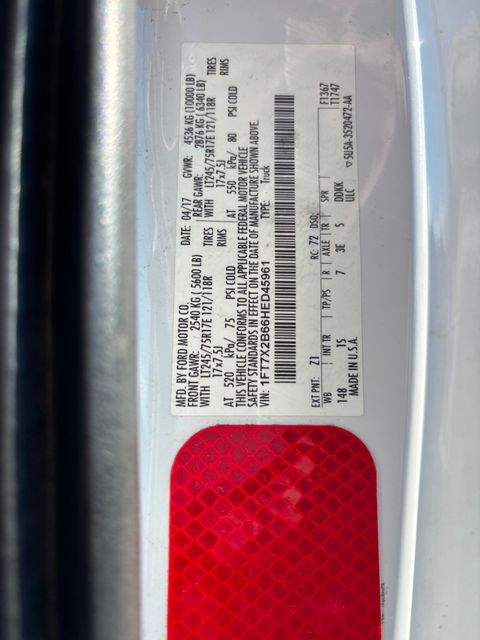 MFD. BY FORD MOTOR CO.
DATE: 04/17 GVWR: 4536 KG (10000 LB)
FRONT GAWR: 2540 KG ( 5600 LB)
REAR GAWR: 2876 KG ( 6340 LB)
WITH LT245/75R17E 121/118R TIRES
WITH LT245/75R17E 121/118R TIRES
17x7.5J RIMS
17x7.5J RIMS
AT 520 kPa/ 75 PSI COLD
AT 550 kPa/ 80 PSI COLD
THIS VEHICLE CONFORMS TO ALL APPLICABLE FEDERAL MOTOR VEHICLE
SAFETY STANDARDS IN EFFECT ON THE DATE OF MANUFACTURE SHOWN ABOVE.
VIN: 1FT7X2B66HED45961 TYPE: Truck
F1367
T1747
EXT PNT: Z1 RC: 72 DSO:
WB INT TR TP/PS R AXLE TR SPR
148 15 7 3E S DDKK
ULC
MADE IN U.S.A. ▽5USA-3520472-AA